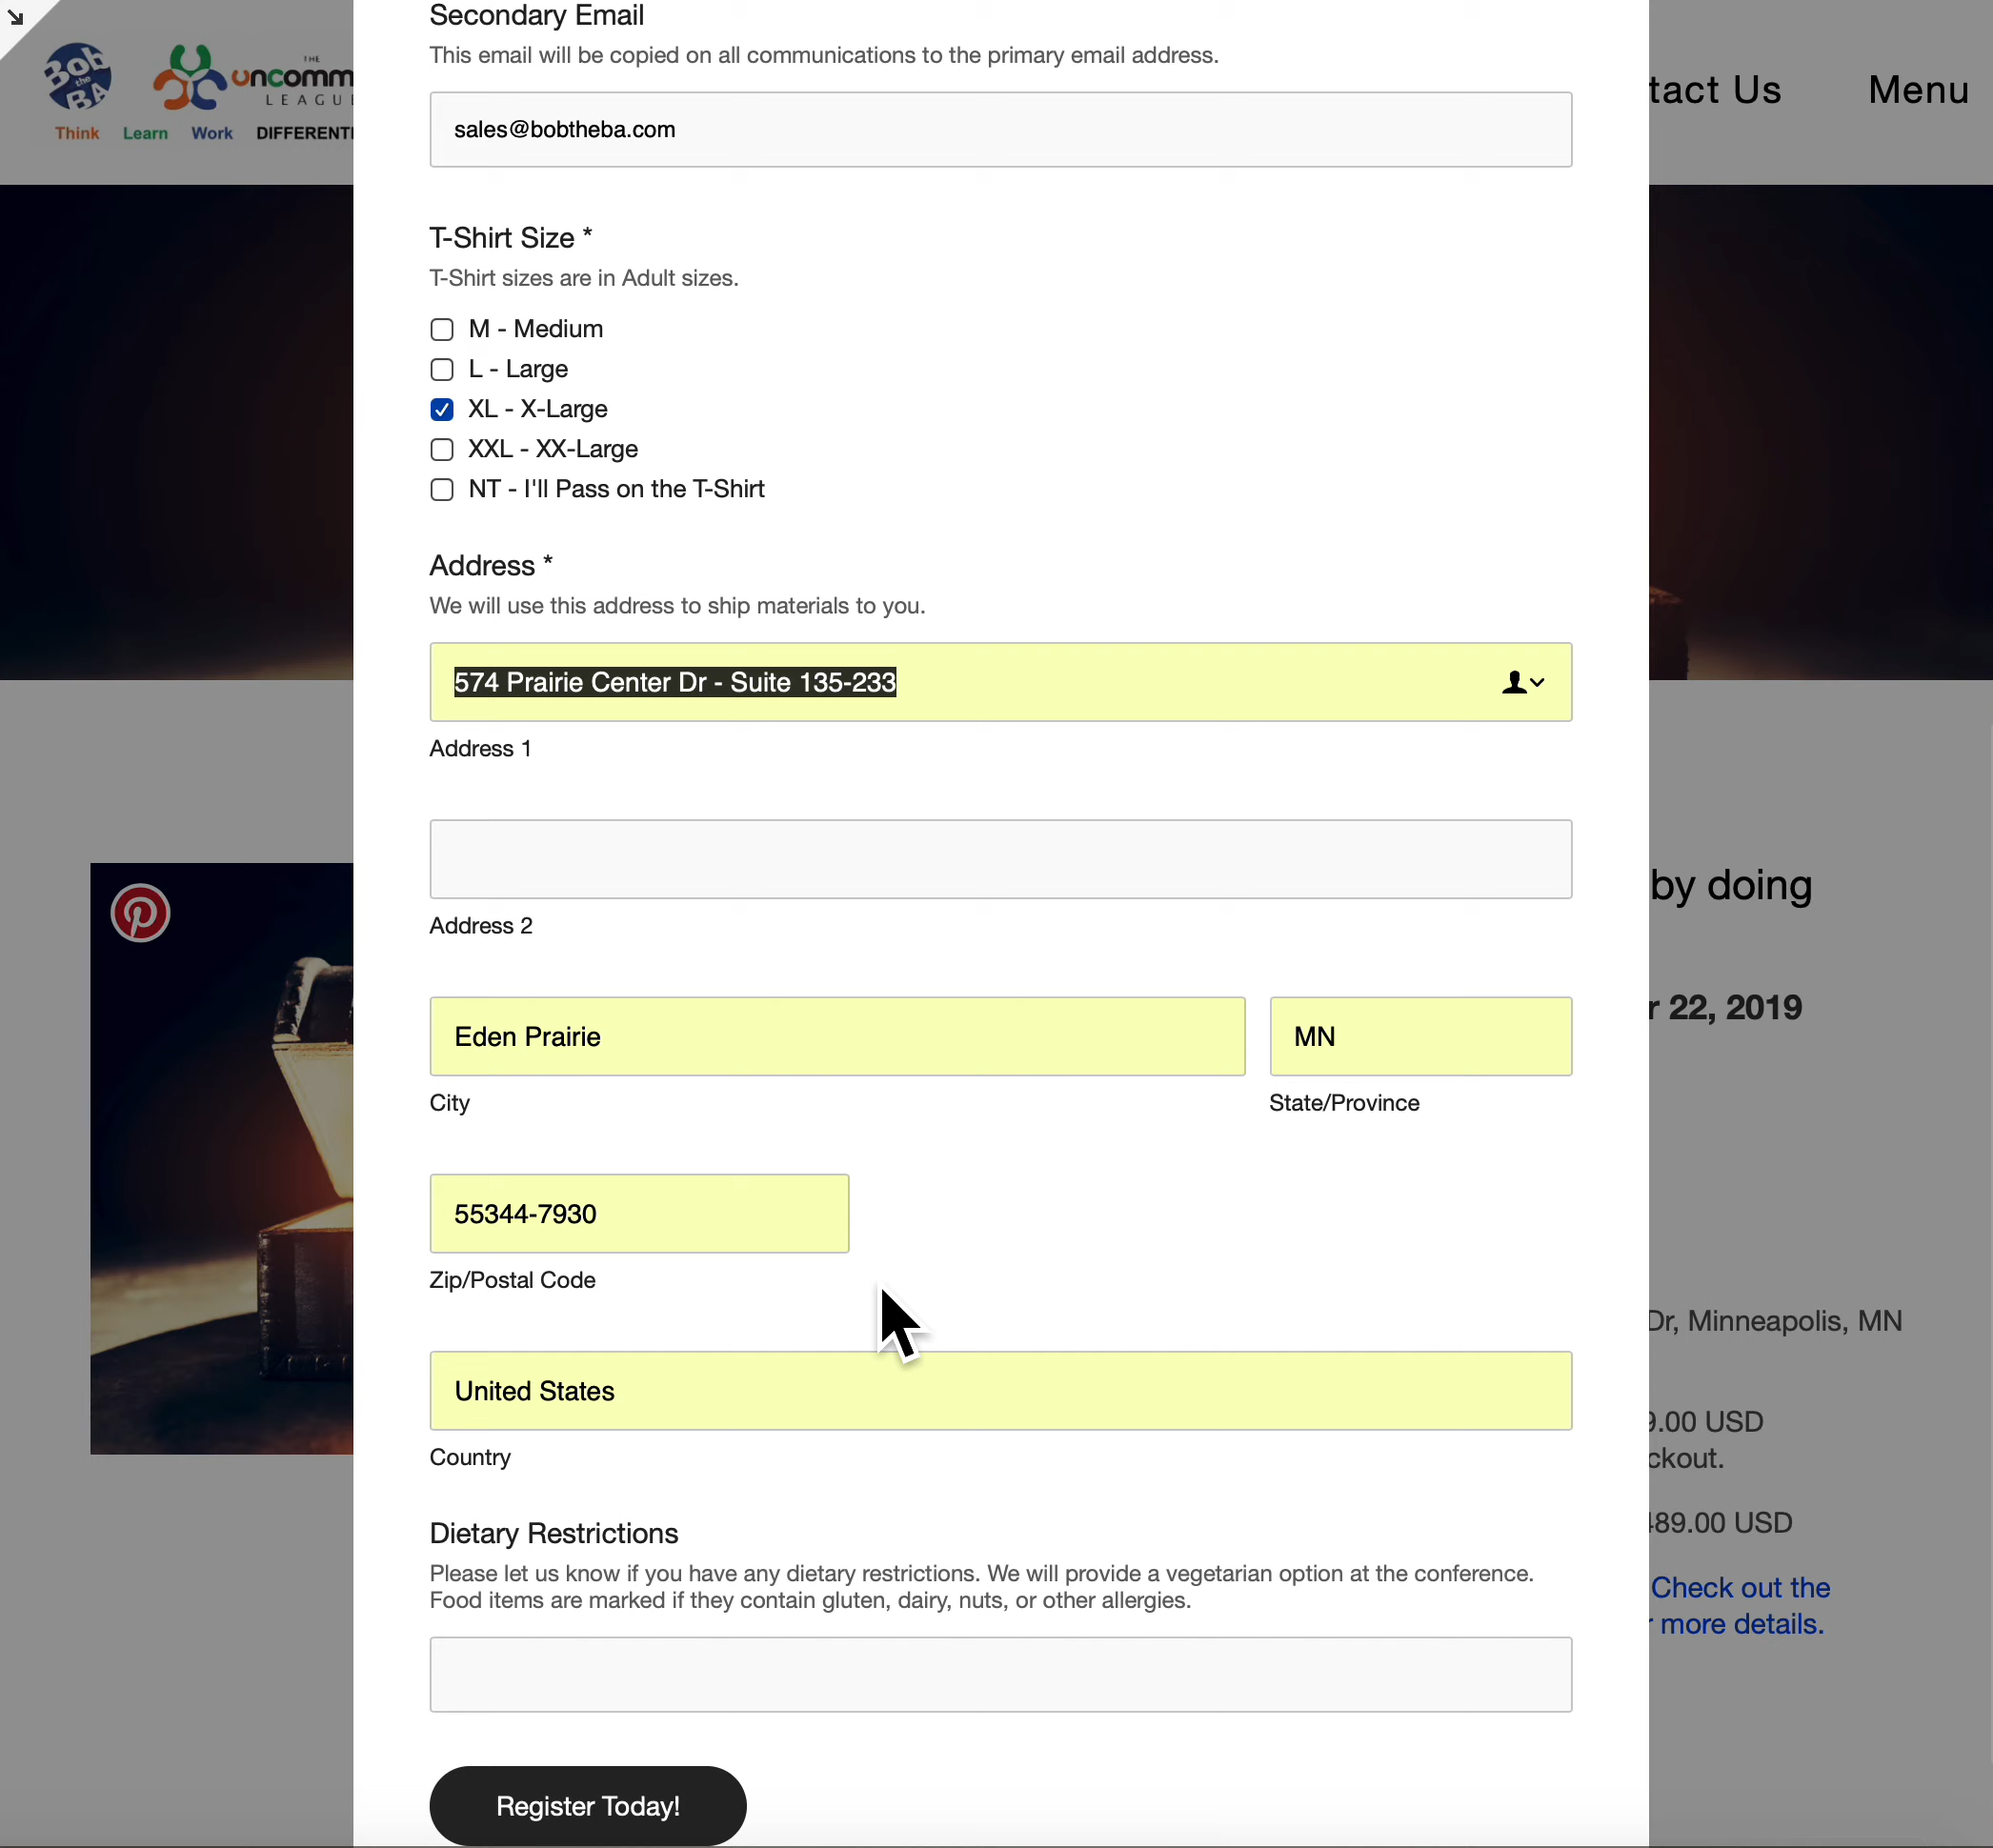 Secondary Email
This email will be copied on all communications to the primary email address.
sales@bobtheba.com
Bob the BA
THE
uncomm
LEAGU
Think Learn Work DIFFERENT
tact Us Menu
T-Shirt Size *
T-Shirt sizes are in Adult sizes.
M - Medium
L - Large
XL - X-Large
XXL - XX-Large
NT - I'll Pass on the T-Shirt
Address *
We will use this address to ship materials to you.
574 Prairie Center Dr - Suite 135-233
Address 1
Address 2
Eden Prairie MN
City State/Province
55344-7930
Zip/Postal Code
United States
Country
Dietary Restrictions
Please let us know if you have any dietary restrictions. We will provide a vegetarian option at the conference.
Food items are marked if they contain gluten, dairy, nuts, or other allergies.
Register Today!
by doing
r 22, 2019
Dr, Minneapolis, MN
9.00 USD
ckout.
489.00 USD
Check out the
r more details.